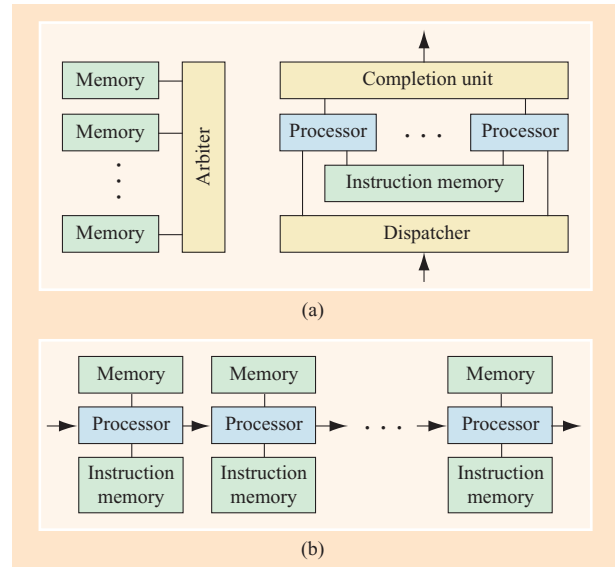 Memory
Memory
Memory
Arbiter
Completion unit
Processor
Processor
Instruction memory
Dispatcher
(a)
Memory
Memory
Memory
Processor
Processor
Processor
Instruction
memory
Instruction
memory
Instruction
memory
(b)